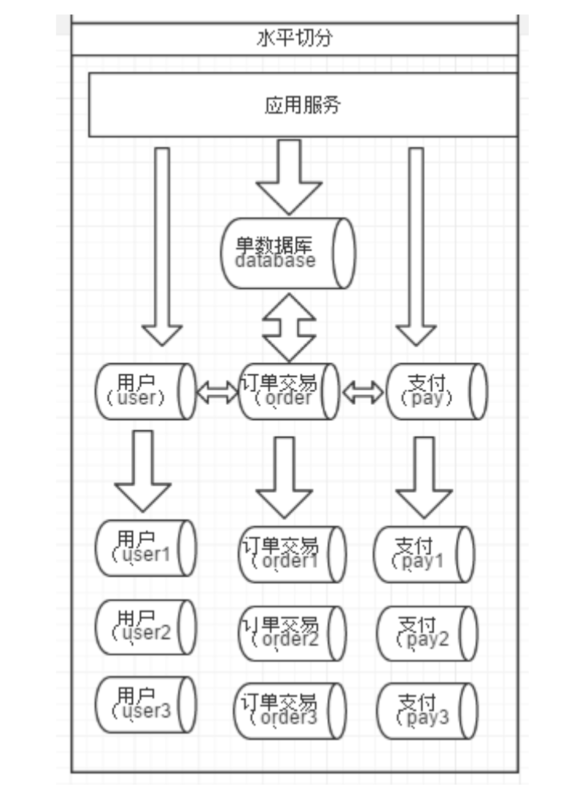 水平切分
应用服务
单数据库
database
用户
（user）
订单交易
（order
支付
（pay）
用户
（user1
订单交易
（order1
支付
（pay1
用户
（user2
订单交易
（order2
支付
（pay2
用户
（user3
订单交易
（order3
支付
（pay3